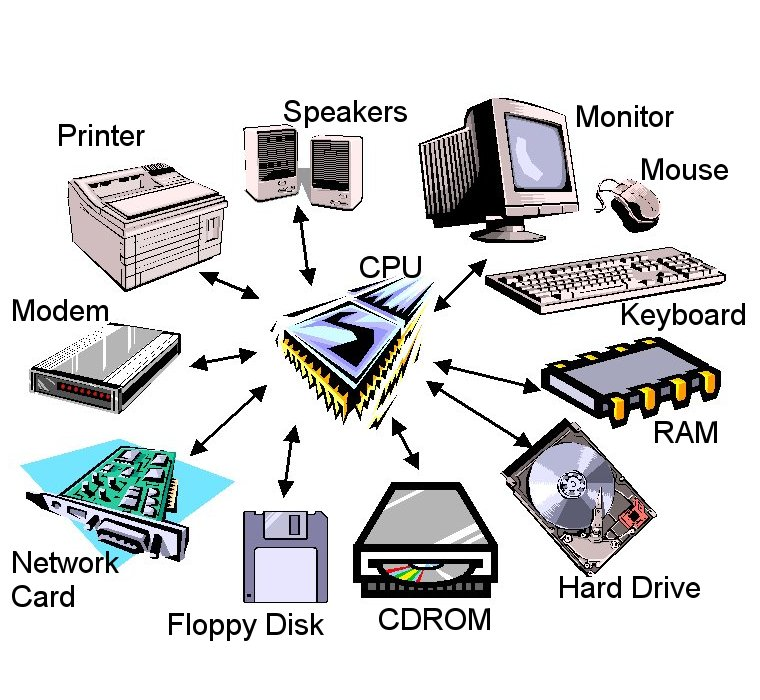 Speakers
Monitor
Printer
Mouse
CPU
Modem
Keyboard
RAM
Network
Card
Hard Drive
CDROM
Floppy Disk